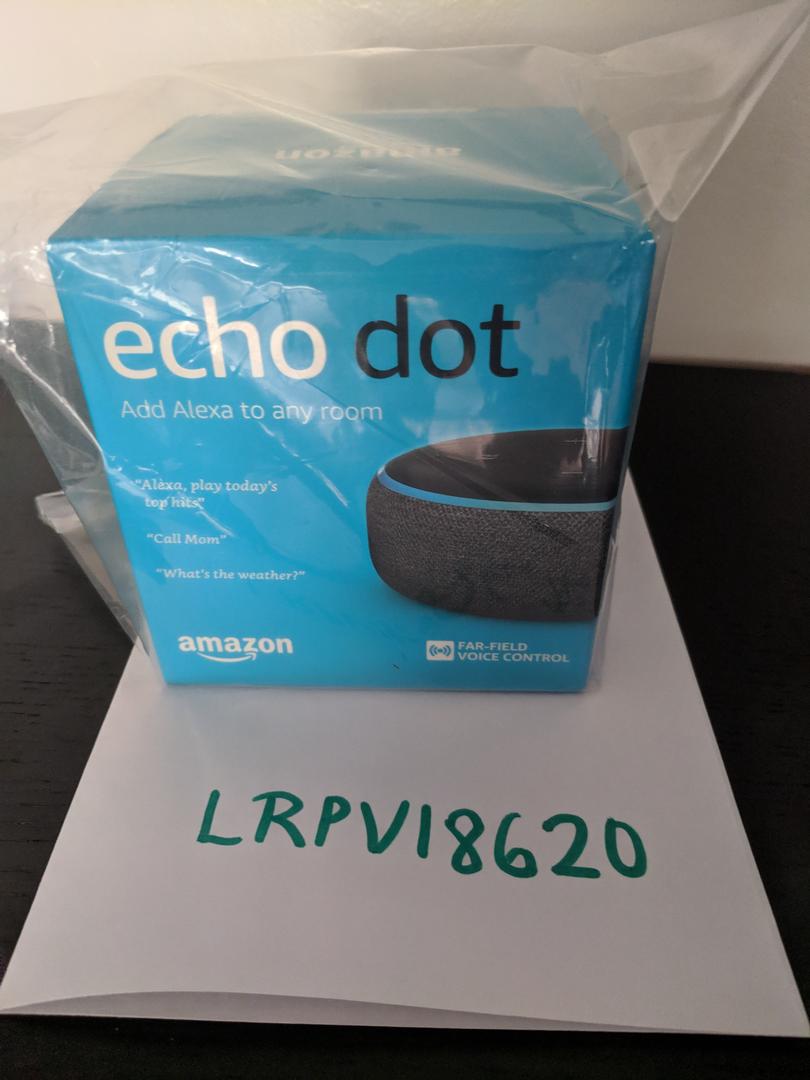 amazon
echo dot
Add Alexa to any room
“Alexa, play today’s
top hits”
“Call Mom”
“What’s the weather?”
amazon
FAR-FIELD
VOICE CONTROL
LRPV18620